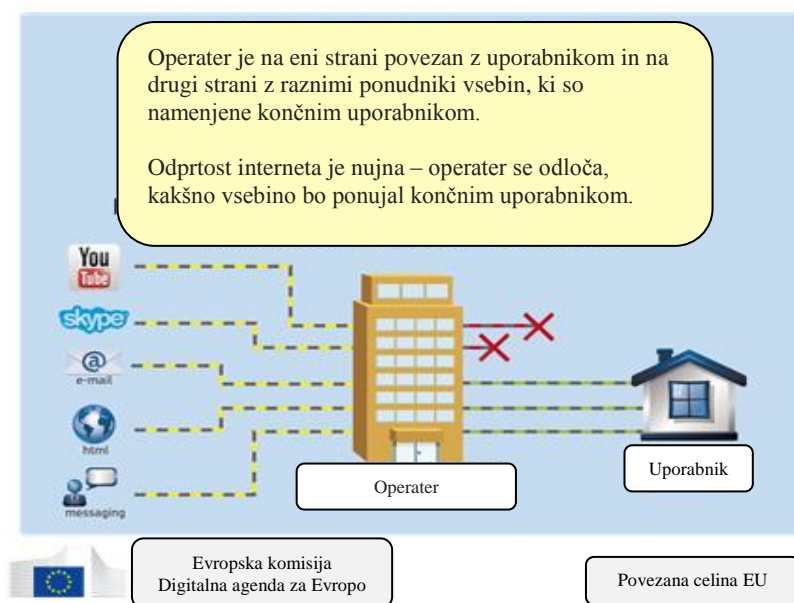 Operater je na eni strani povezan z uporabnikom in na
drugi strani z raznimi ponudniki vsebin, ki so
namenjene končnim uporabnikom.
Odprtost interneta je nujna – operater se odloča,
kakšno vsebino bo ponujal končnim uporabnikom.
You
Tube
skype
@
e-mail
html
messaging
Operater
Uporabnik
Evropska komisija
Digitalna agenda za Evropo
Povezana celina EU